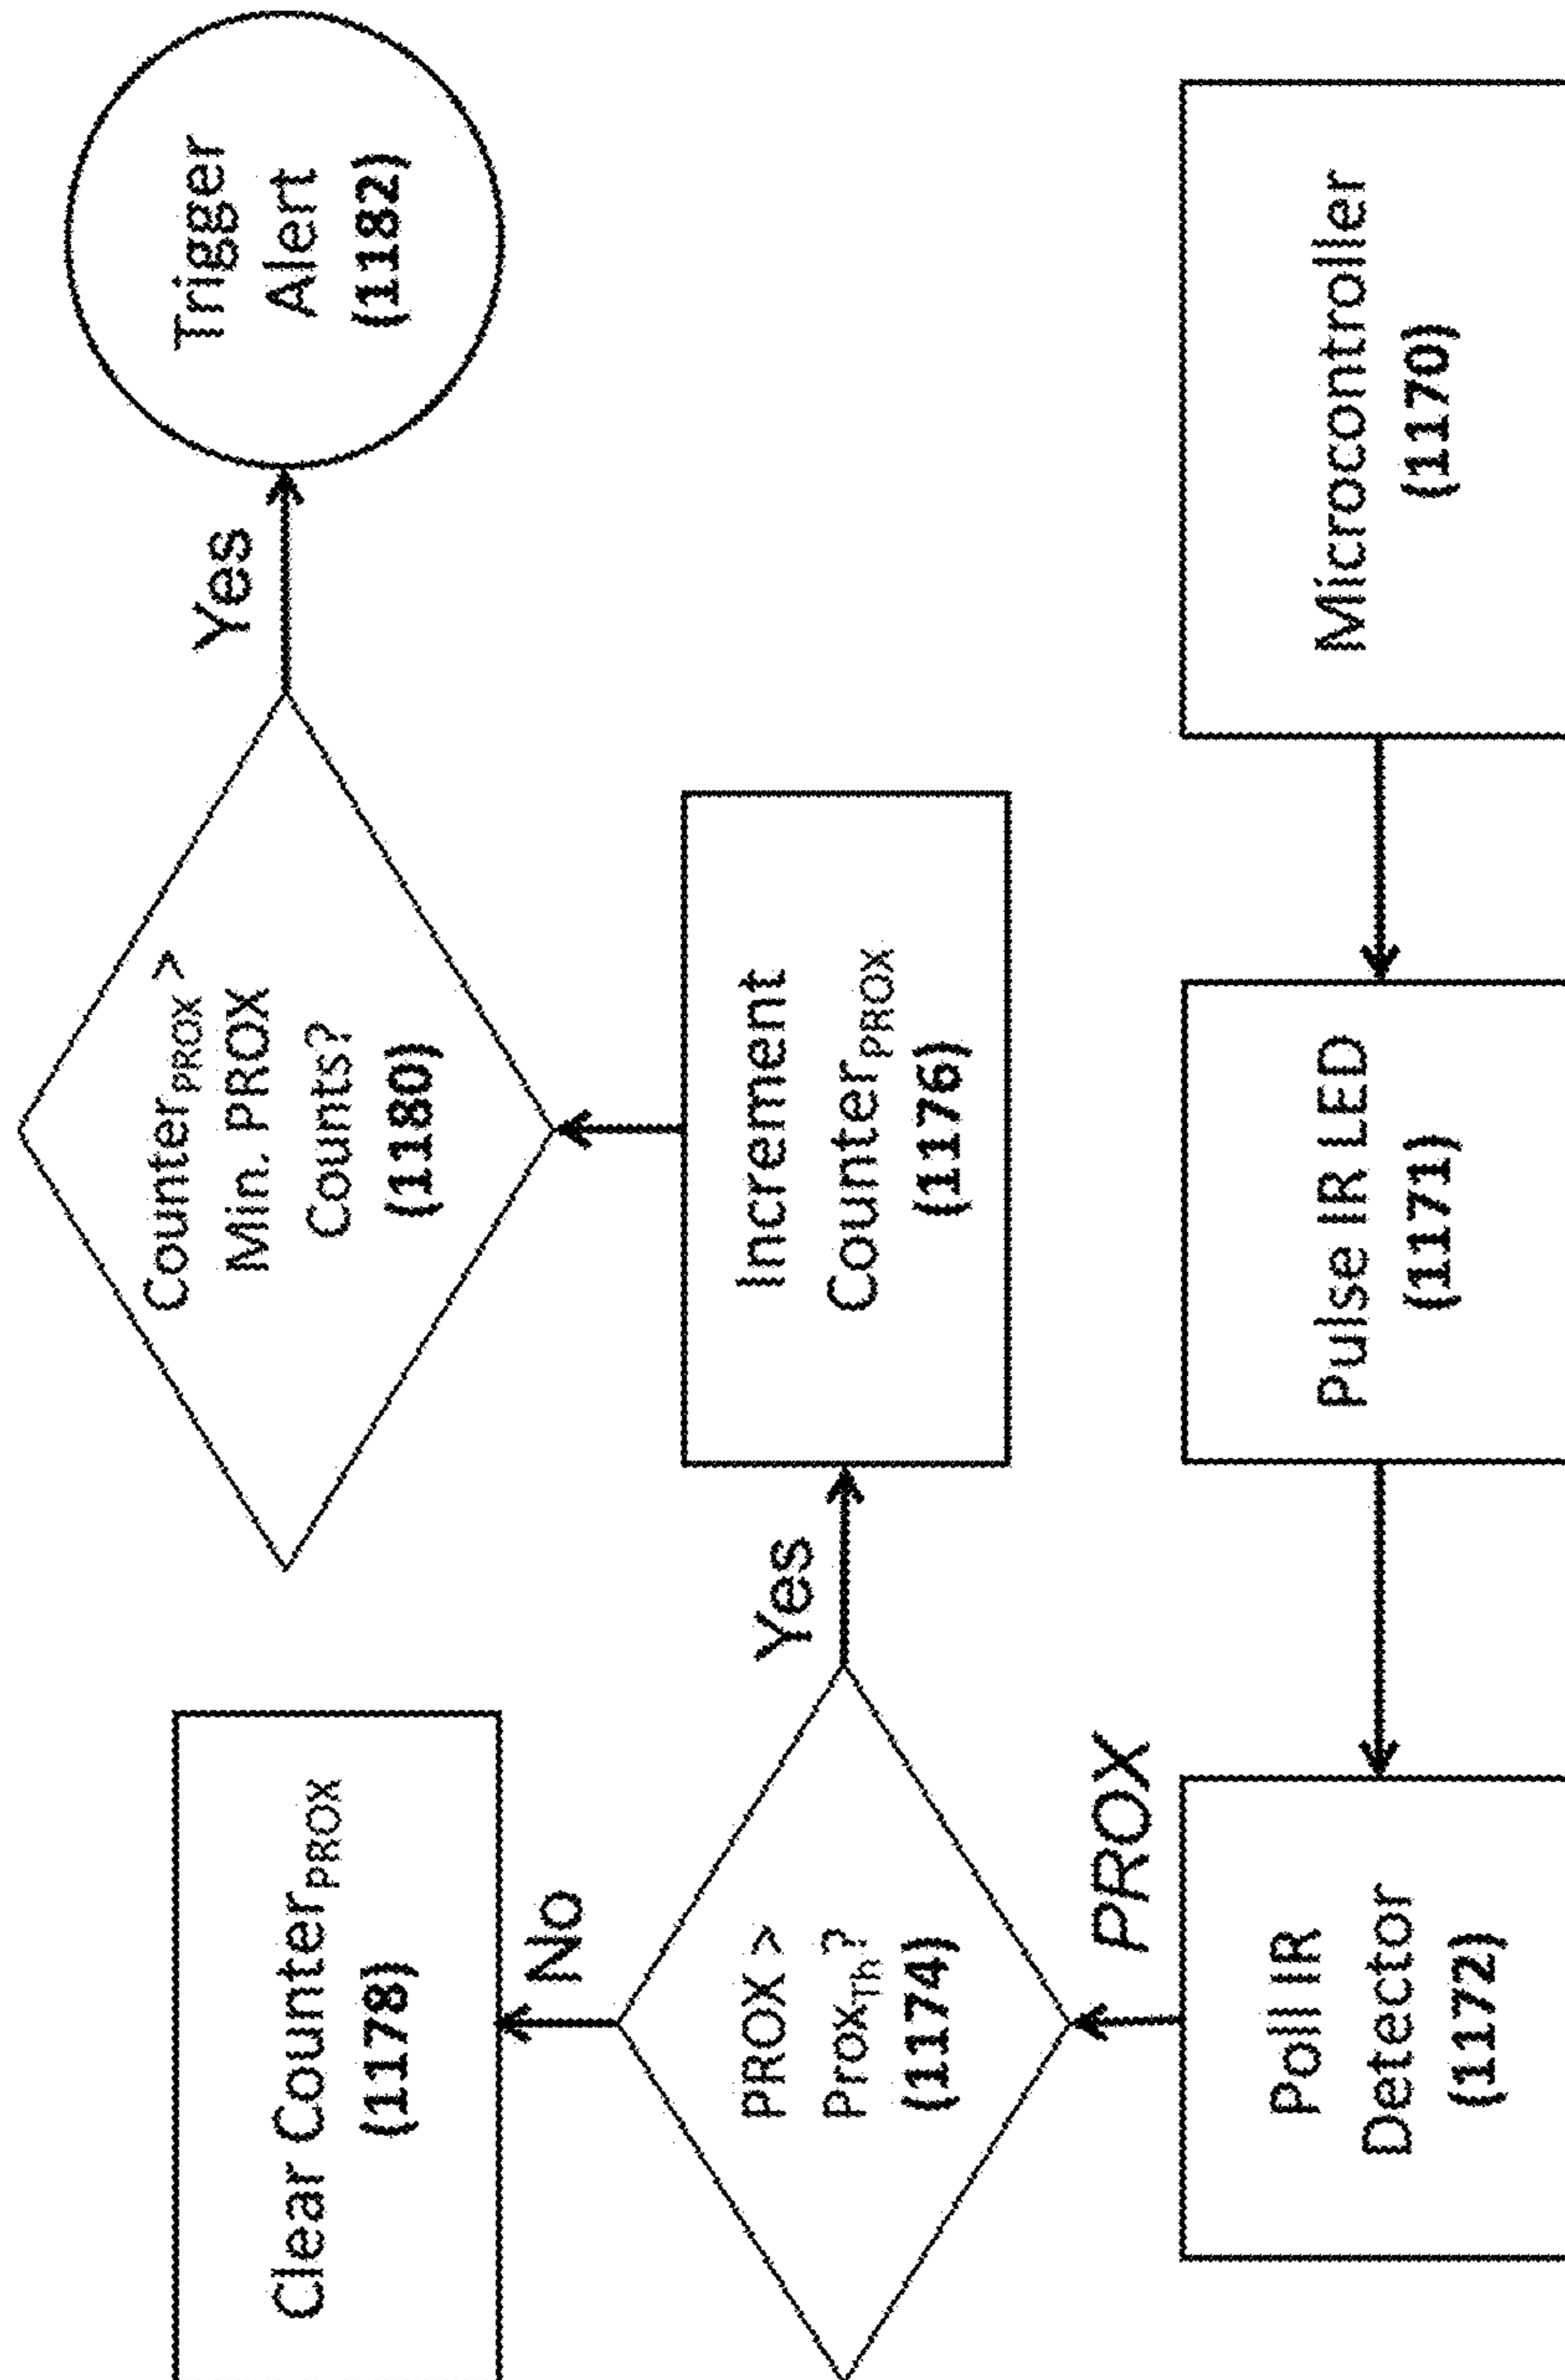 Clear Counter_PROX
(1178)
No
PROX >
Prox_Th?
(1174)
PROX
Poll IR
Detector
(1172)
Yes
Increment
Counter_PROX
(1176)
Counter_PROX >
Min. PROX
Counts?
(1180)
Yes
Trigger
Alert
(1182)
Pulse IR LED
(1171)
Microcontroller
(1170)